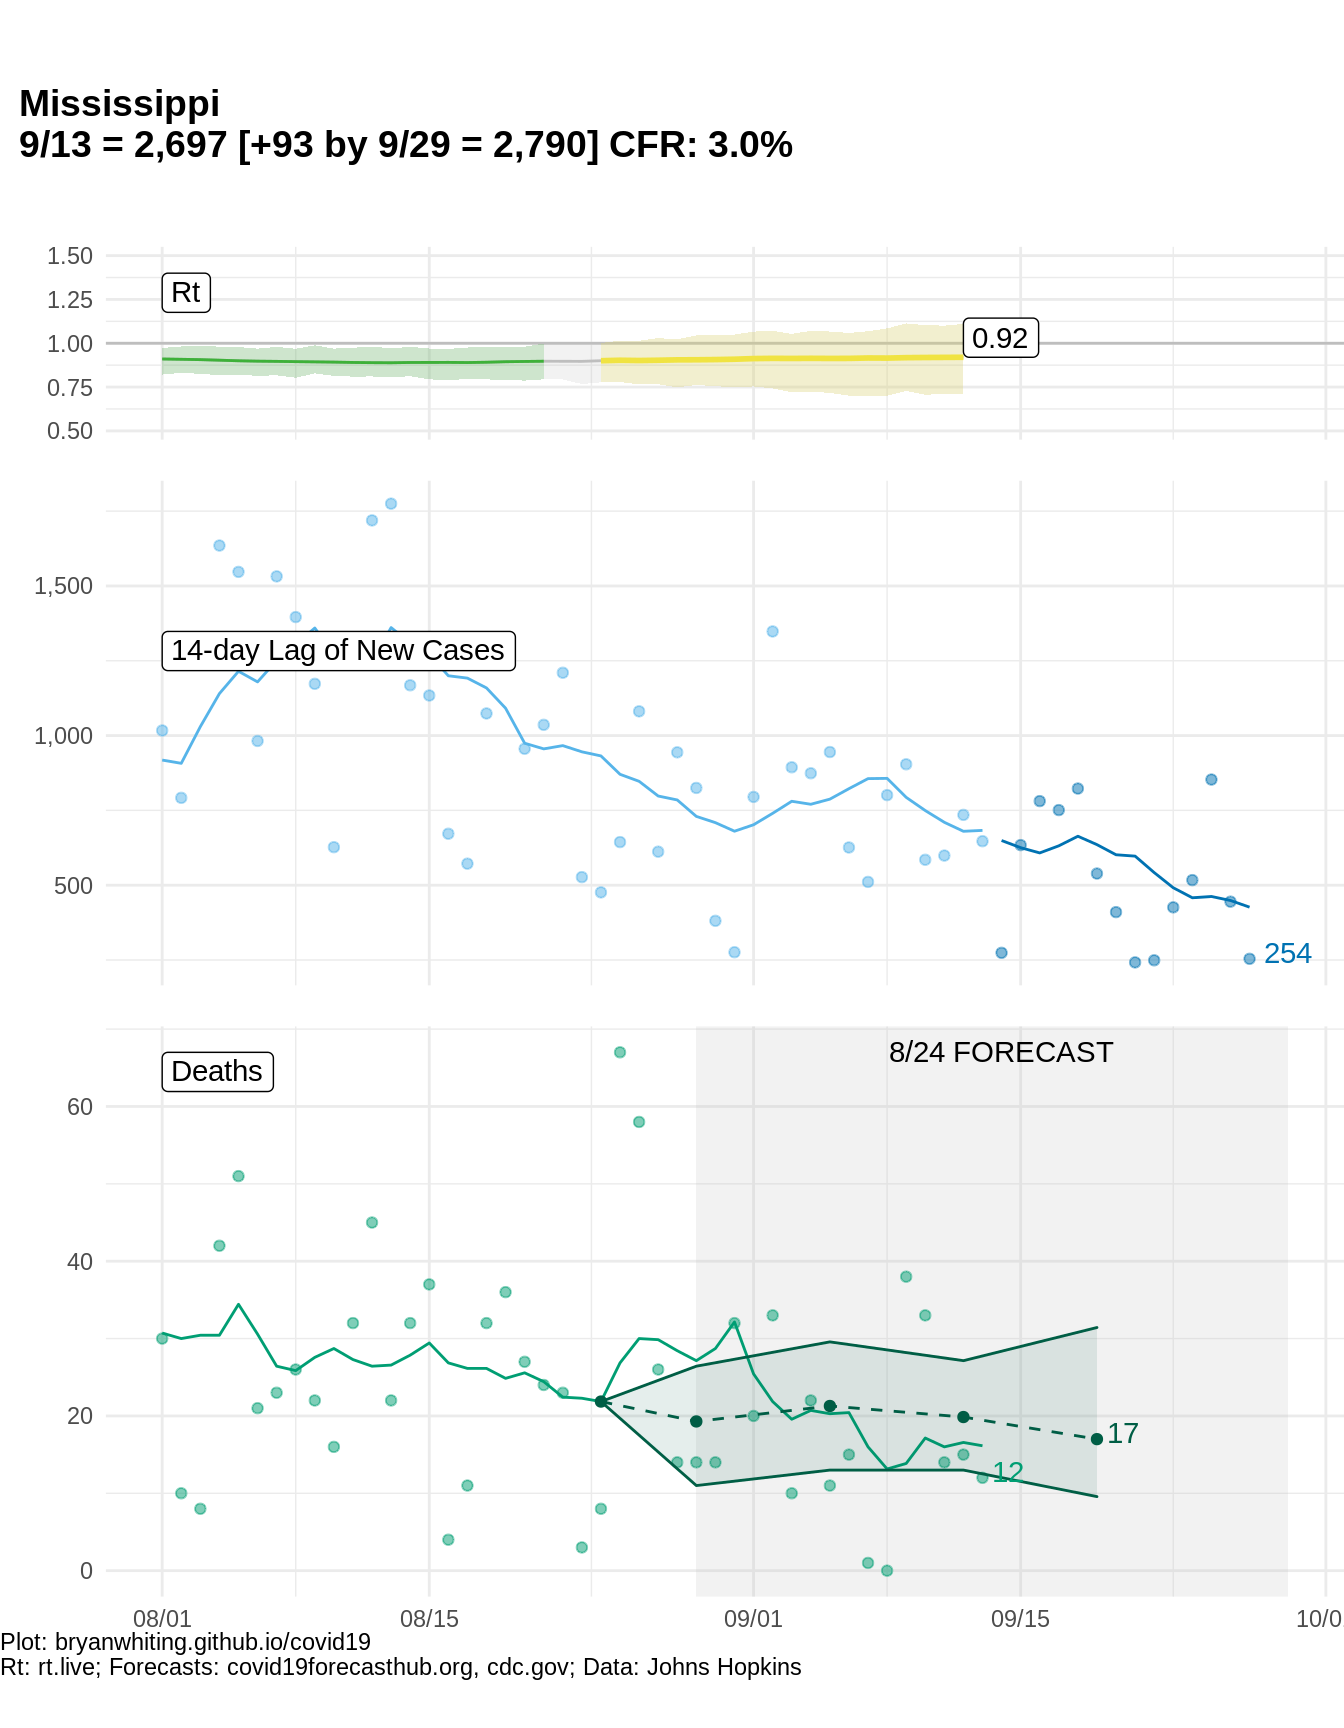 Mississippi
9/13 = 2,697 [+93 by 9/29 = 2,790] CFR: 3.0%
1.50
1.25
1.00
0.75
0.50
Rt
0.92
1,500
1,000
500
14-day Lag of New Cases
254
60
40
20
0
Deaths
8/24 FORECAST
17
12
08/01
08/15
09/01
09/15
10/0
Plot: bryanwhiting.github.io/covid19
Rt: rt.live; Forecasts: covid19forecasthub.org, cdc.gov; Data: Johns Hopkins